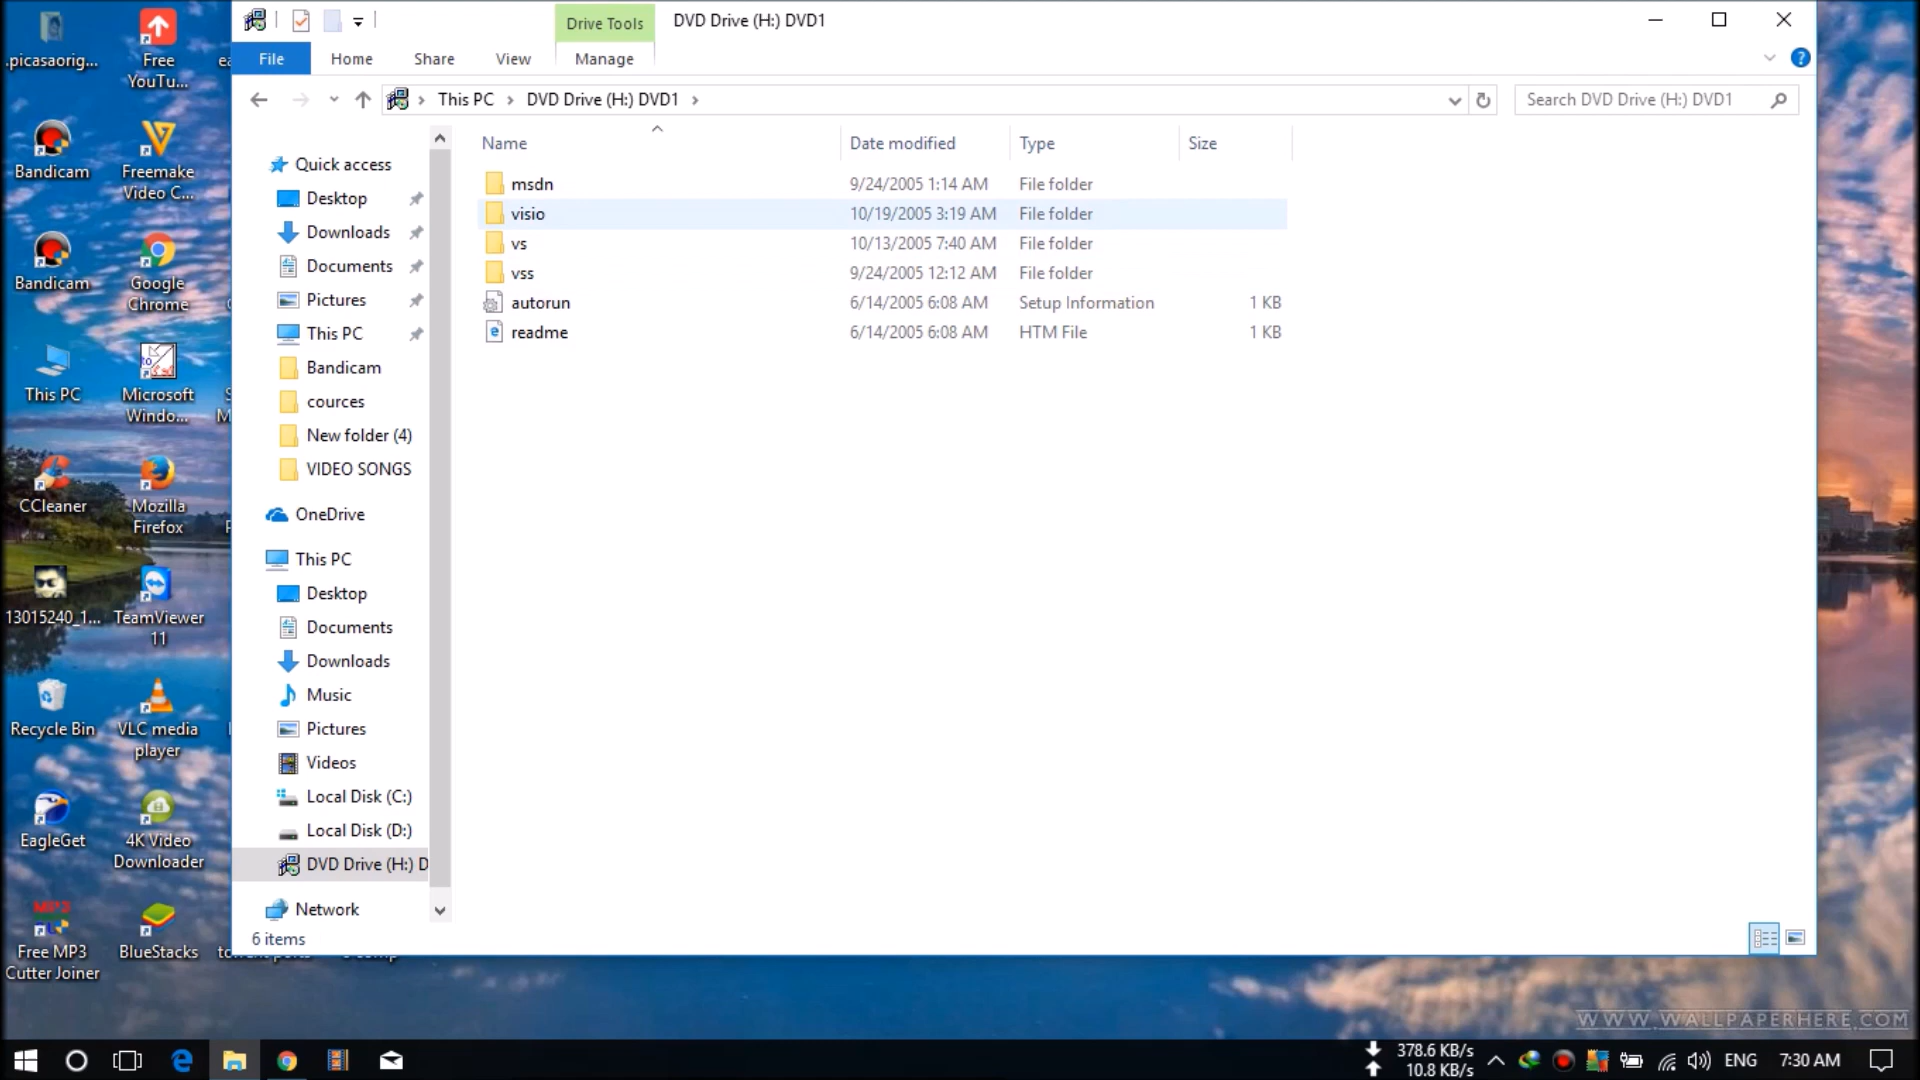 .picasaorig...
Free
YouTu...
Bandicam
Freemake
Video C...
Bandicam
Google
Chrome
This PC
Microsoft
Windo...
CCleaner
Mozilla
Firefox
13015240_1...
TeamViewer
11
Recycle Bin
VLC media
player
EagleGet
4K Video
Downloader
MP3
Free MP3
Cutter Joiner
BlueStacks
Drive Tools
DVD Drive (H:) DVD1
File
Home
Share
View
Manage
?
This PC > DVD Drive (H:) DVD1 >
Search DVD Drive (H:) DVD1
Quick access
Desktop
Downloads
Documents
Pictures
This PC
Bandicam
cources
New folder (4)
VIDEO SONGS
OneDrive
This PC
Desktop
Documents
Downloads
Music
Pictures
Videos
Local Disk (C:)
Local Disk (D:)
DVD Drive (H:) D
Network
Name Date modified Type Size
msdn 9/24/2005 1:14 AM File folder
visio 10/19/2005 3:19 AM File folder
vs 10/13/2005 7:40 AM File folder
vss 9/24/2005 12:12 AM File folder
autorun 6/14/2005 6:08 AM Setup Information 1 KB
readme 6/14/2005 6:08 AM HTM File 1 KB
6 items
WWW.WALLPAPERHERE.COM
378.6 KB/s
10.8 KB/s
ENG
7:30 AM